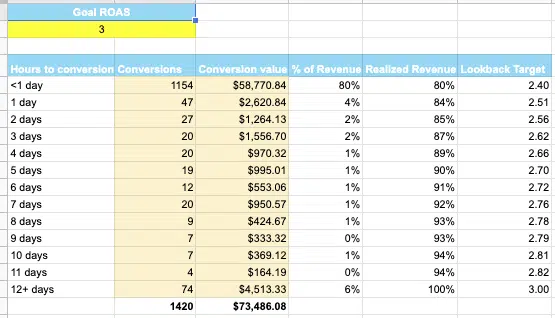 Goal ROAS
3
Hours to conversion Conversions Conversion value % of Revenue Realized Revenue Lookback Target
<1 day 1154 $58,770.84 80% 80% 2.40
1 day 47 $2,620.84 4% 84% 2.51
2 days 27 $1,264.13 2% 85% 2.56
3 days 20 $1,556.70 2% 87% 2.62
4 days 20 $970.32 1% 89% 2.66
5 days 19 $995.01 1% 90% 2.70
6 days 12 $553.06 1% 91% 2.72
7 days 20 $950.57 1% 92% 2.76
8 days 9 $424.67 1% 93% 2.78
9 days 7 $333.32 0% 93% 2.79
10 days 7 $369.12 1% 94% 2.81
11 days 4 $164.19 0% 94% 2.82
12+ days 74 $4,513.33 6% 100% 3.00
1420 $73,486.08